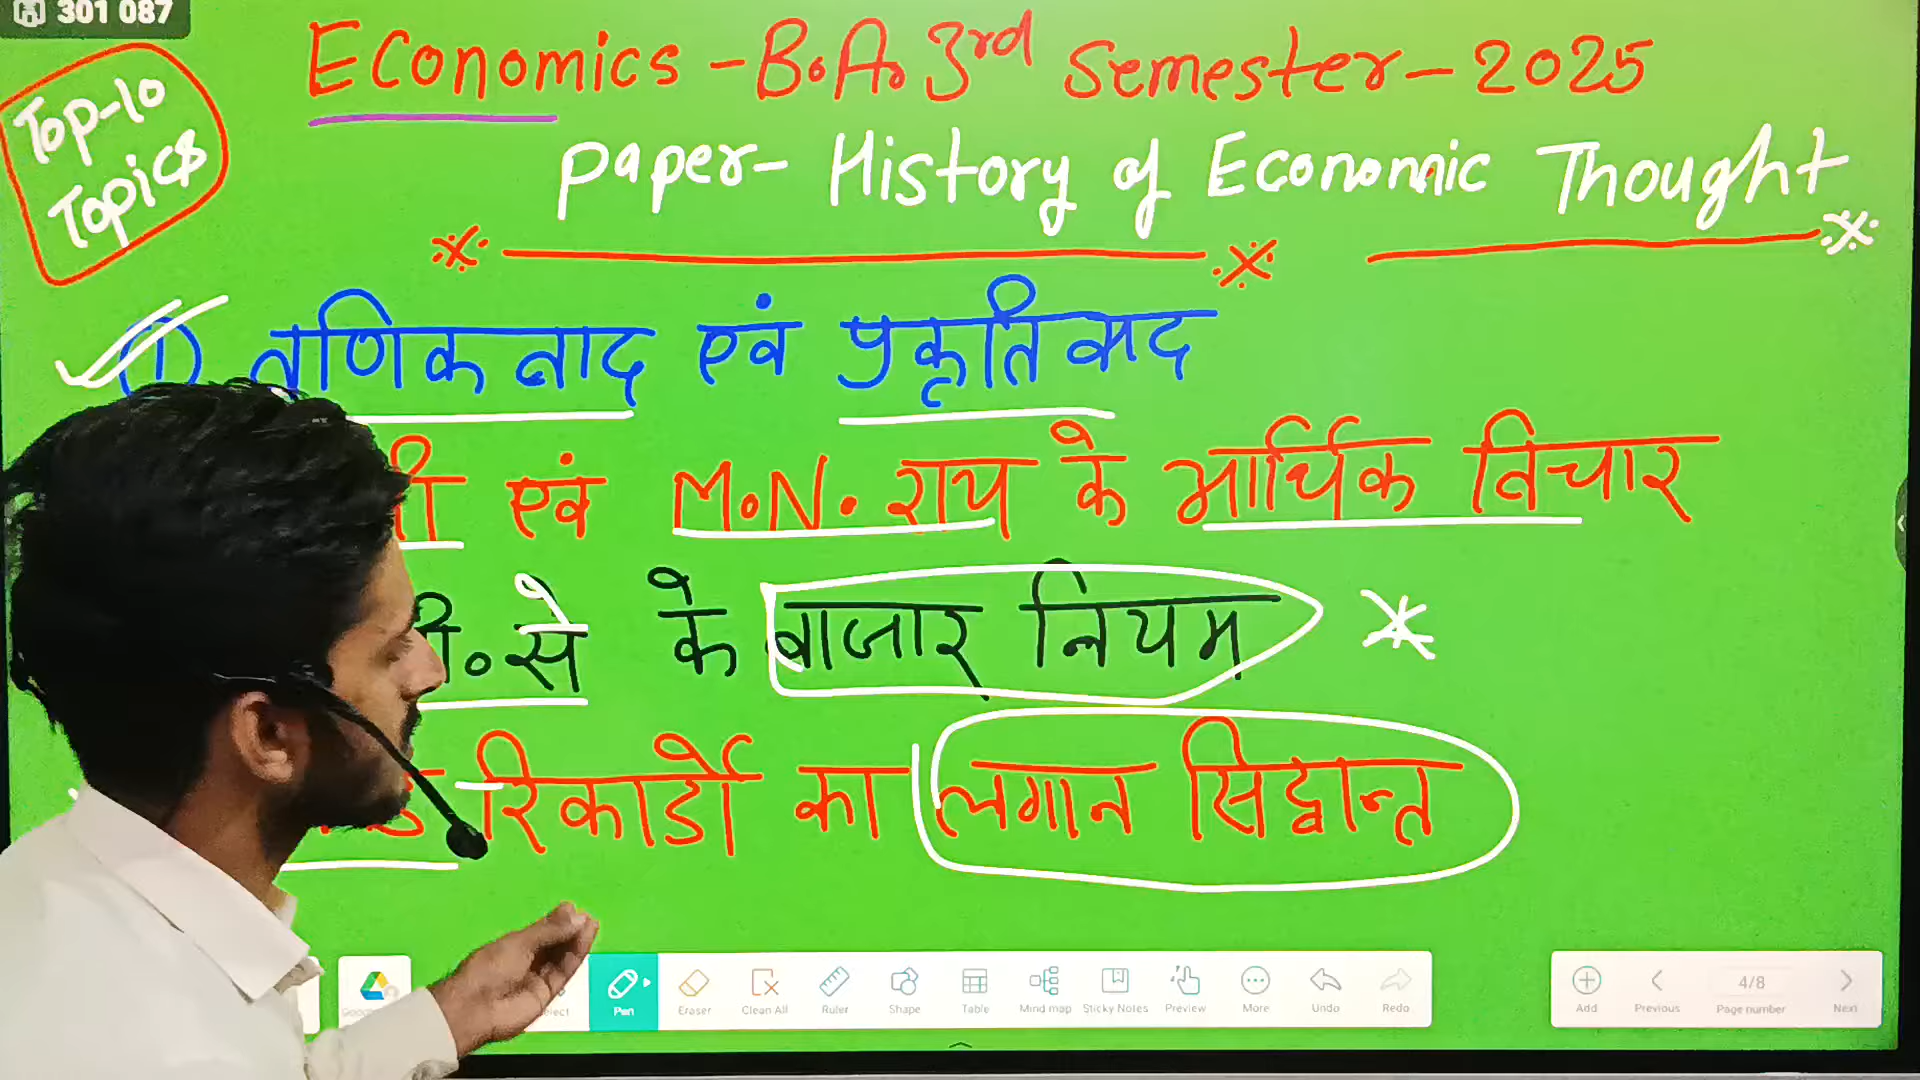 301 087
Economics - B.A. 3rd Semester - 2025
Top-10
Topics
Paper- History of Economic Thought
(1) वणिकवाद एवं प्रकृतिवाद
एवं M.N. राय के आर्थिक विचार
से के बाजार नियम
रिकार्डो का लगान सिद्धान्त
Pen Eraser Clean All Ruler Shape Table Mind map Sticky Notes Preview More Undo Redo
4/8
Add Previous Page number Next